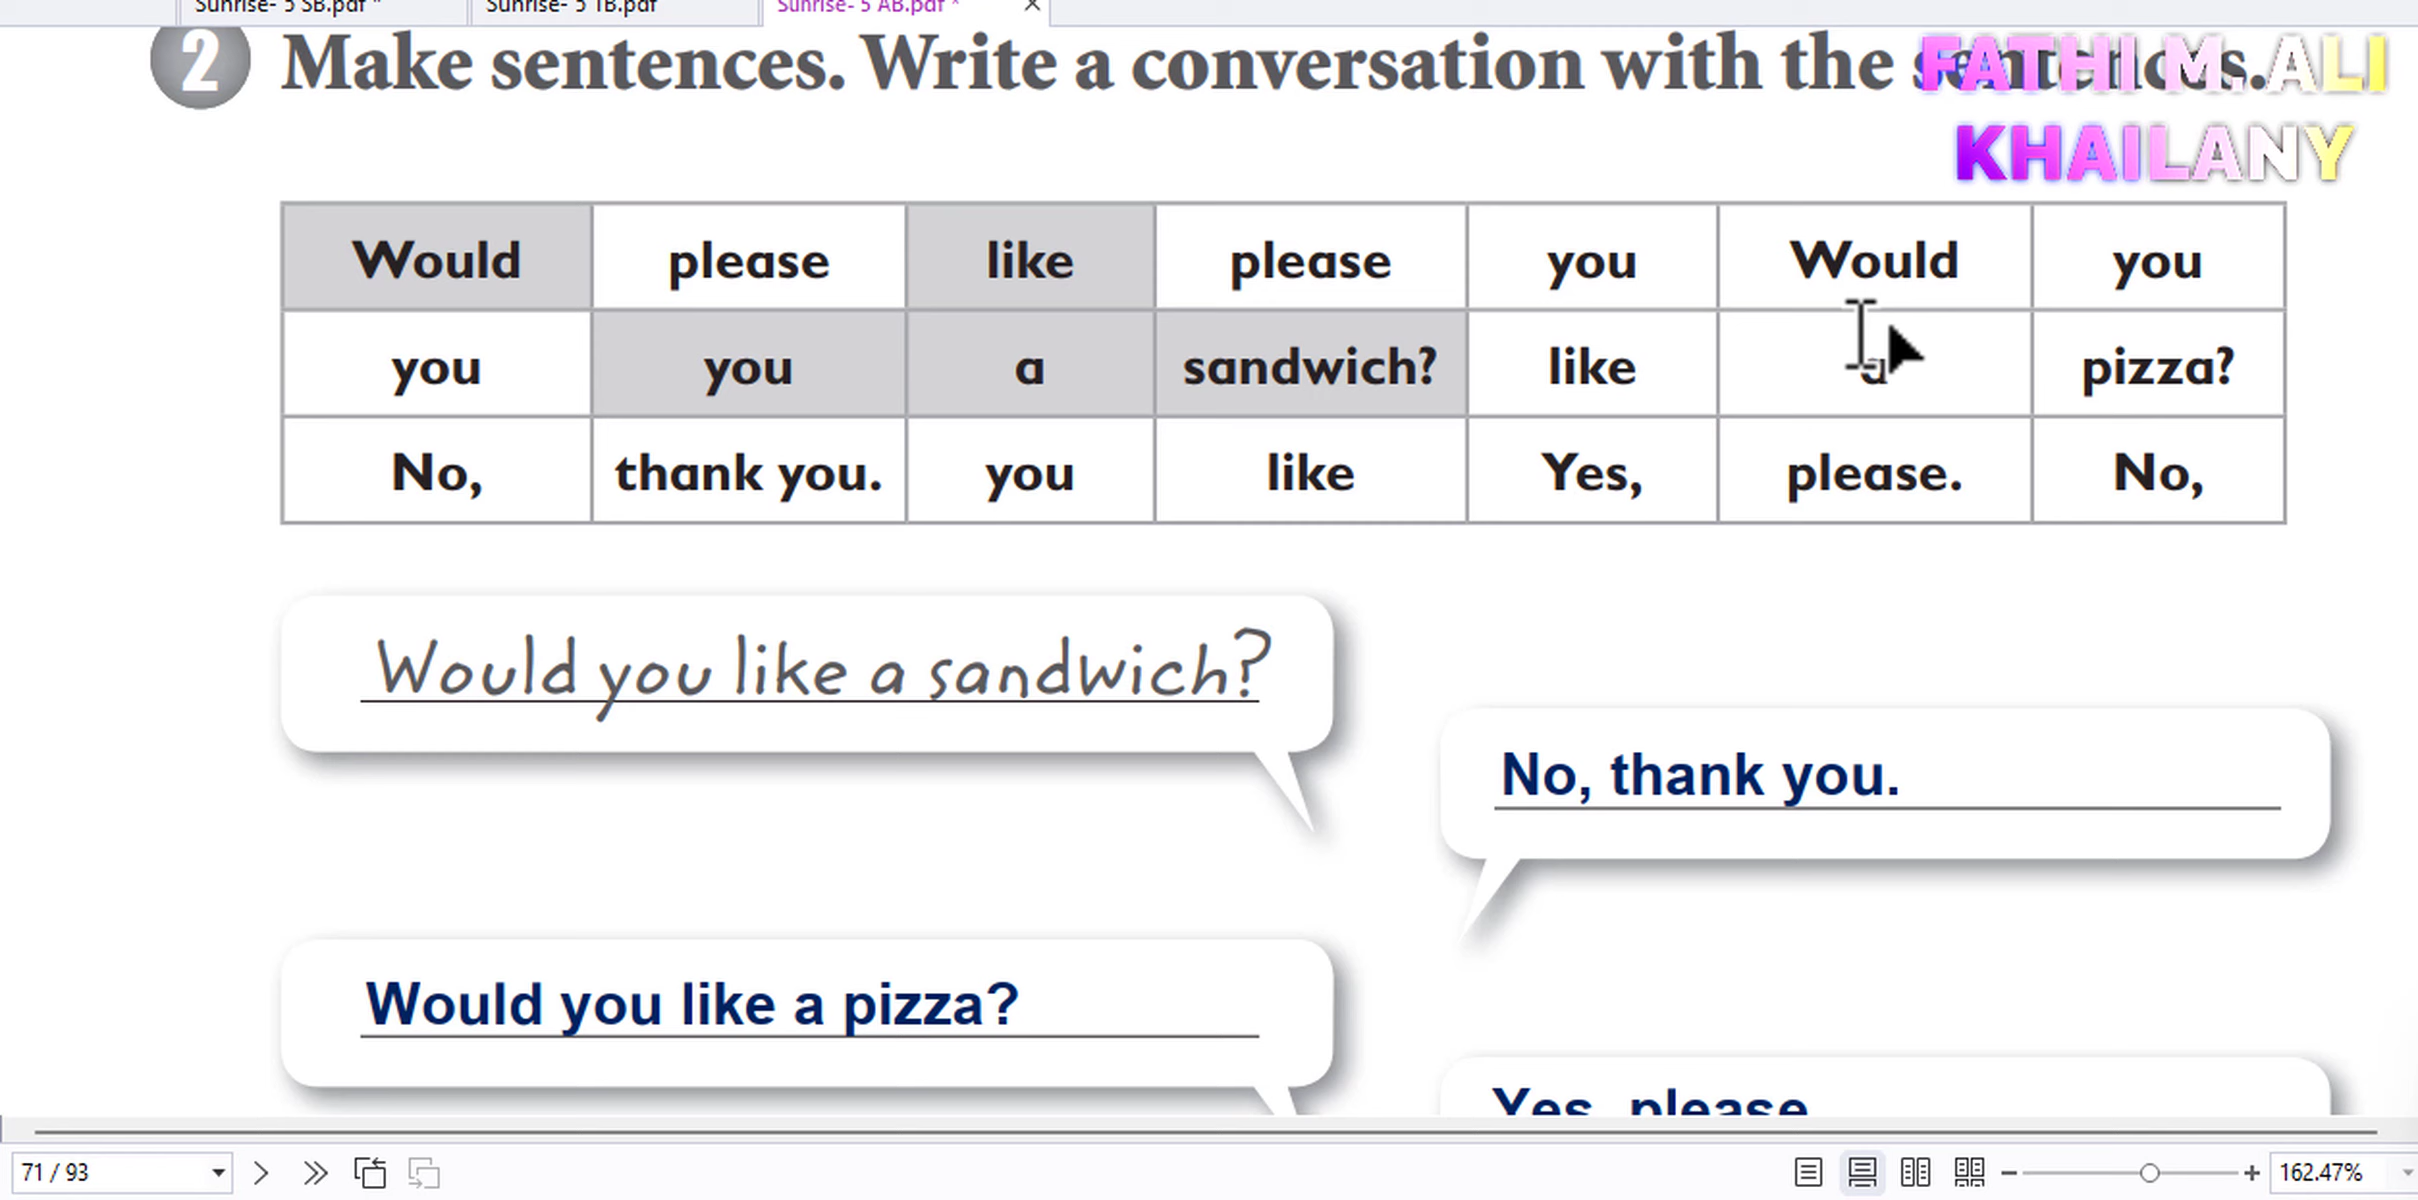 Sunrise- 5 SB.pdf * Sunrise- 5 TB.pdf Sunrise- 5 AB.pdf *
2 Make sentences. Write a conversation with the sentences.
FATHI M. ALI
KHAILANY
Would please like please you Would you
you you a sandwich? like a pizza?
No, thank you. you like Yes, please. No,
Would you like a sandwich?
No, thank you.
Would you like a pizza?
Yes, please
71 / 93 162.47%